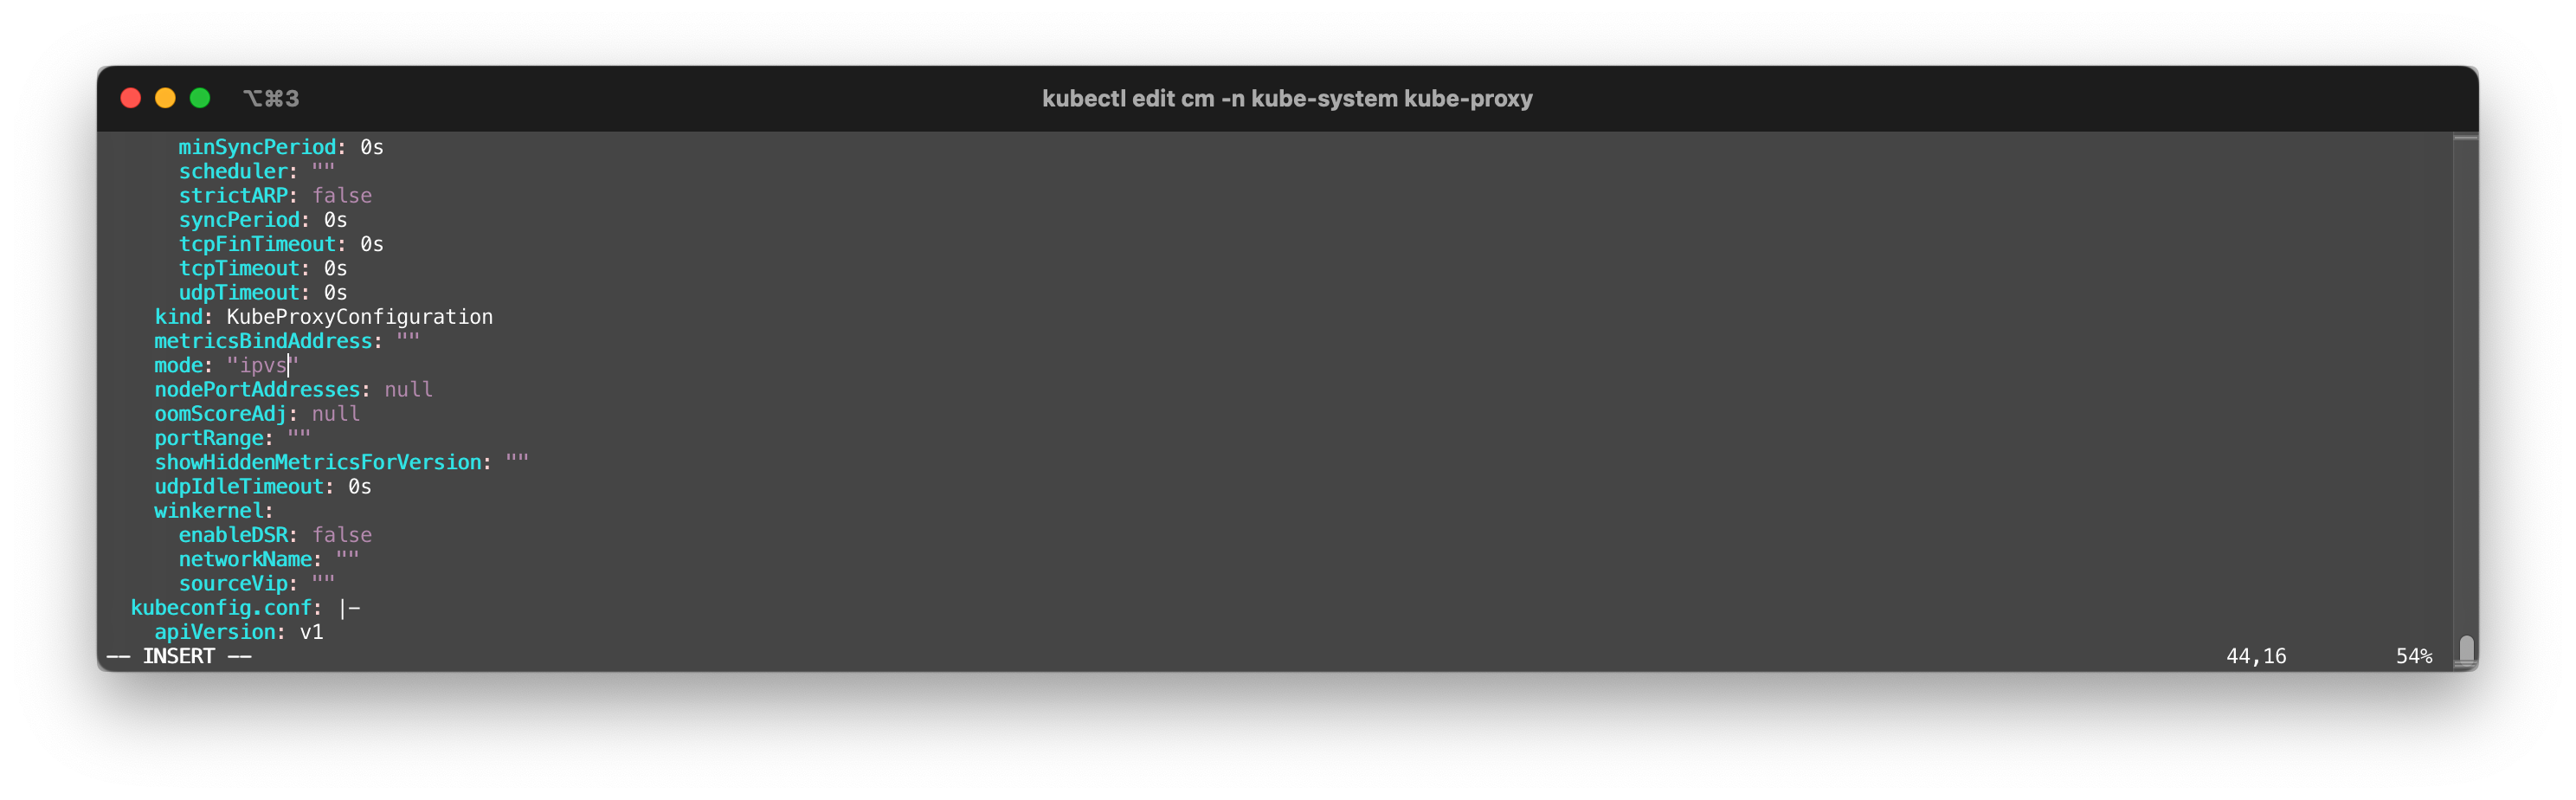 ⌥⌘3
kubectl edit cm -n kube-system kube-proxy
minSyncPeriod: 0s
scheduler: ""
strictARP: false
syncPeriod: 0s
tcpFinTimeout: 0s
tcpTimeout: 0s
udpTimeout: 0s
kind: KubeProxyConfiguration
metricsBindAddress: ""
mode: "ipvs"
nodePortAddresses: null
oomScoreAdj: null
portRange: ""
showHiddenMetricsForVersion: ""
udpIdleTimeout: 0s
winkernel:
enableDSR: false
networkName: ""
sourceVip: ""
kubeconfig.conf: |-
apiVersion: v1
-- INSERT -- 44,16 54%